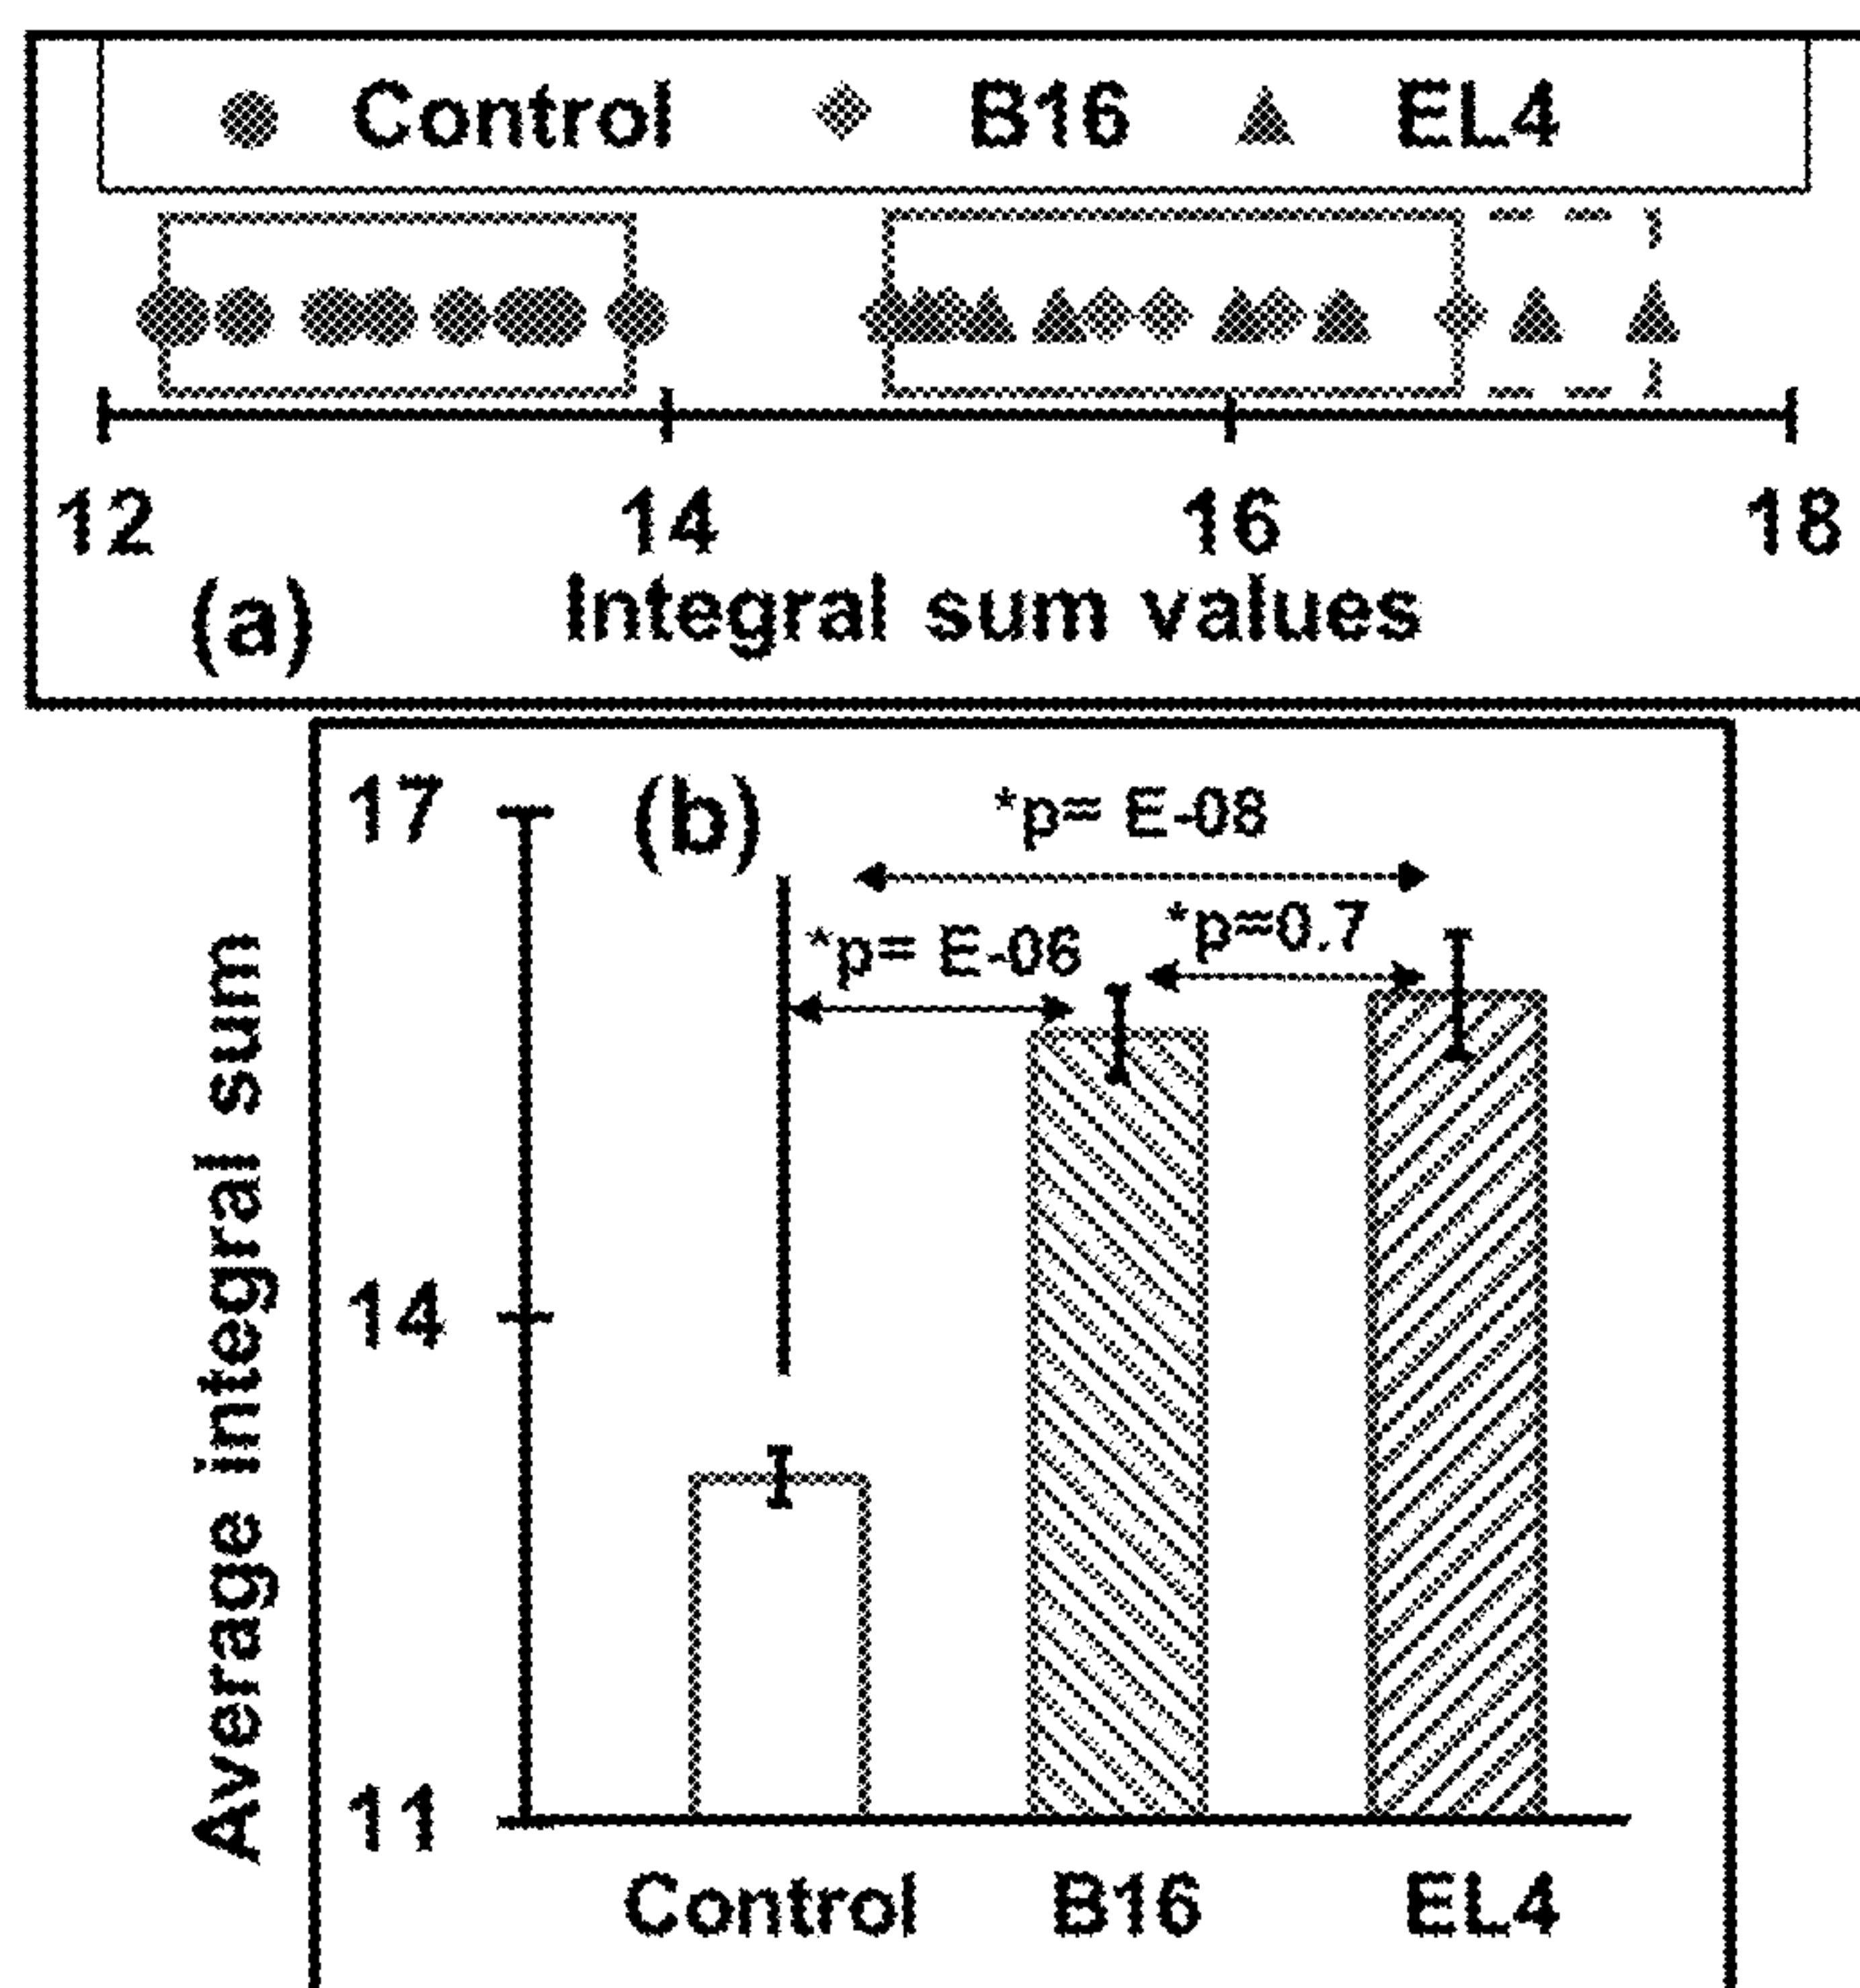 Control B16 EL4
12 14 16 18
(a) Integral sum values
17 (b) *p= E-08
*p= E-06 *p=0.7
14
11
Average integral sum
Control B16 EL4